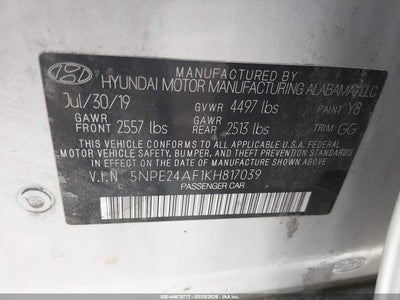 HYUNDAI MOTOR MANUFACTURING ALABAMA, LLC
Jul/30/19 GVWR 4497 lbs PAINT Y8
GAWR FRONT 2557 lbs GAWR REAR 2513 lbs TRIM GG
THIS VEHICLE CONFORMS TO ALL APPLICABLE FEDERAL
MOTOR VEHICLE SAFETY, BUMPER, AND THEFT PREVENTION STANDARDS
IN EFFECT ON THE DATE OF MANUFACTURE SHOWN ABOVE.
V.I.N 5NPE24AF1KH817039
PASSENGER CAR